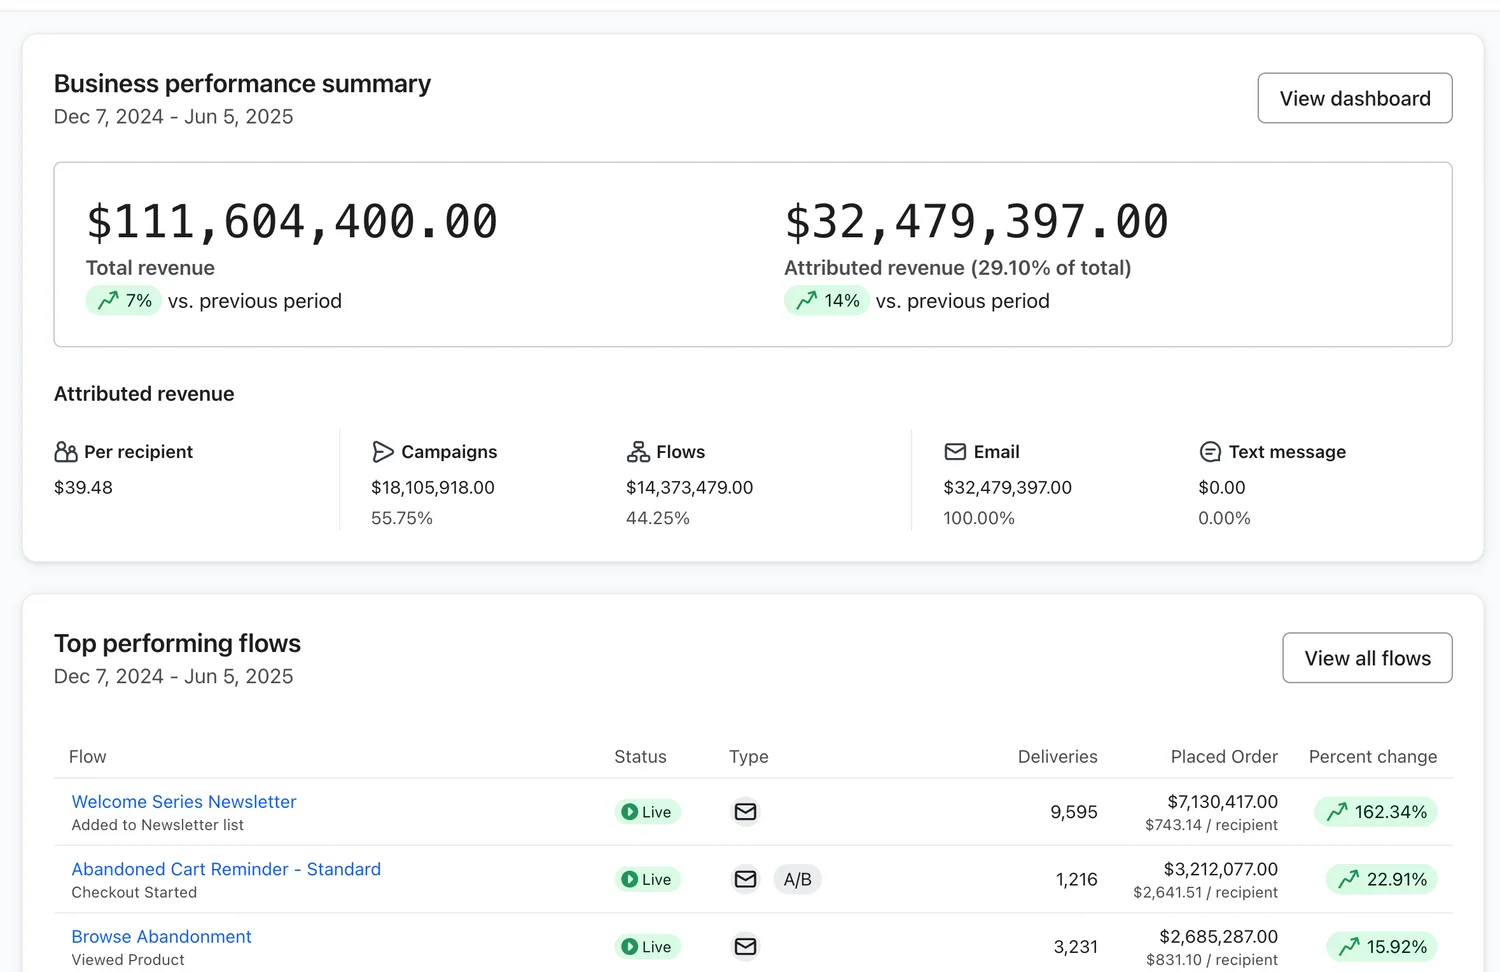 Business performance summary
Dec 7, 2024 - Jun 5, 2025
View dashboard
$111,604,400.00
Total revenue
7% vs. previous period
$32,479,397.00
Attributed revenue (29.10% of total)
14% vs. previous period
Attributed revenue
Per recipient
$39.48
Campaigns
$18,105,918.00
55.75%
Flows
$14,373,479.00
44.25%
Email
$32,479,397.00
100.00%
Text message
$0.00
0.00%
Top performing flows
Dec 7, 2024 - Jun 5, 2025
View all flows
Flow Status Type Deliveries Placed Order Percent change
Welcome Series Newsletter
Added to Newsletter list
Live
9,595
$7,130,417.00
$743.14 / recipient
162.34%
Abandoned Cart Reminder - Standard
Checkout Started
Live
A/B
1,216
$3,212,077.00
$2,641.51 / recipient
22.91%
Browse Abandonment
Viewed Product
Live
3,231
$2,685,287.00
$831.10 / recipient
15.92%